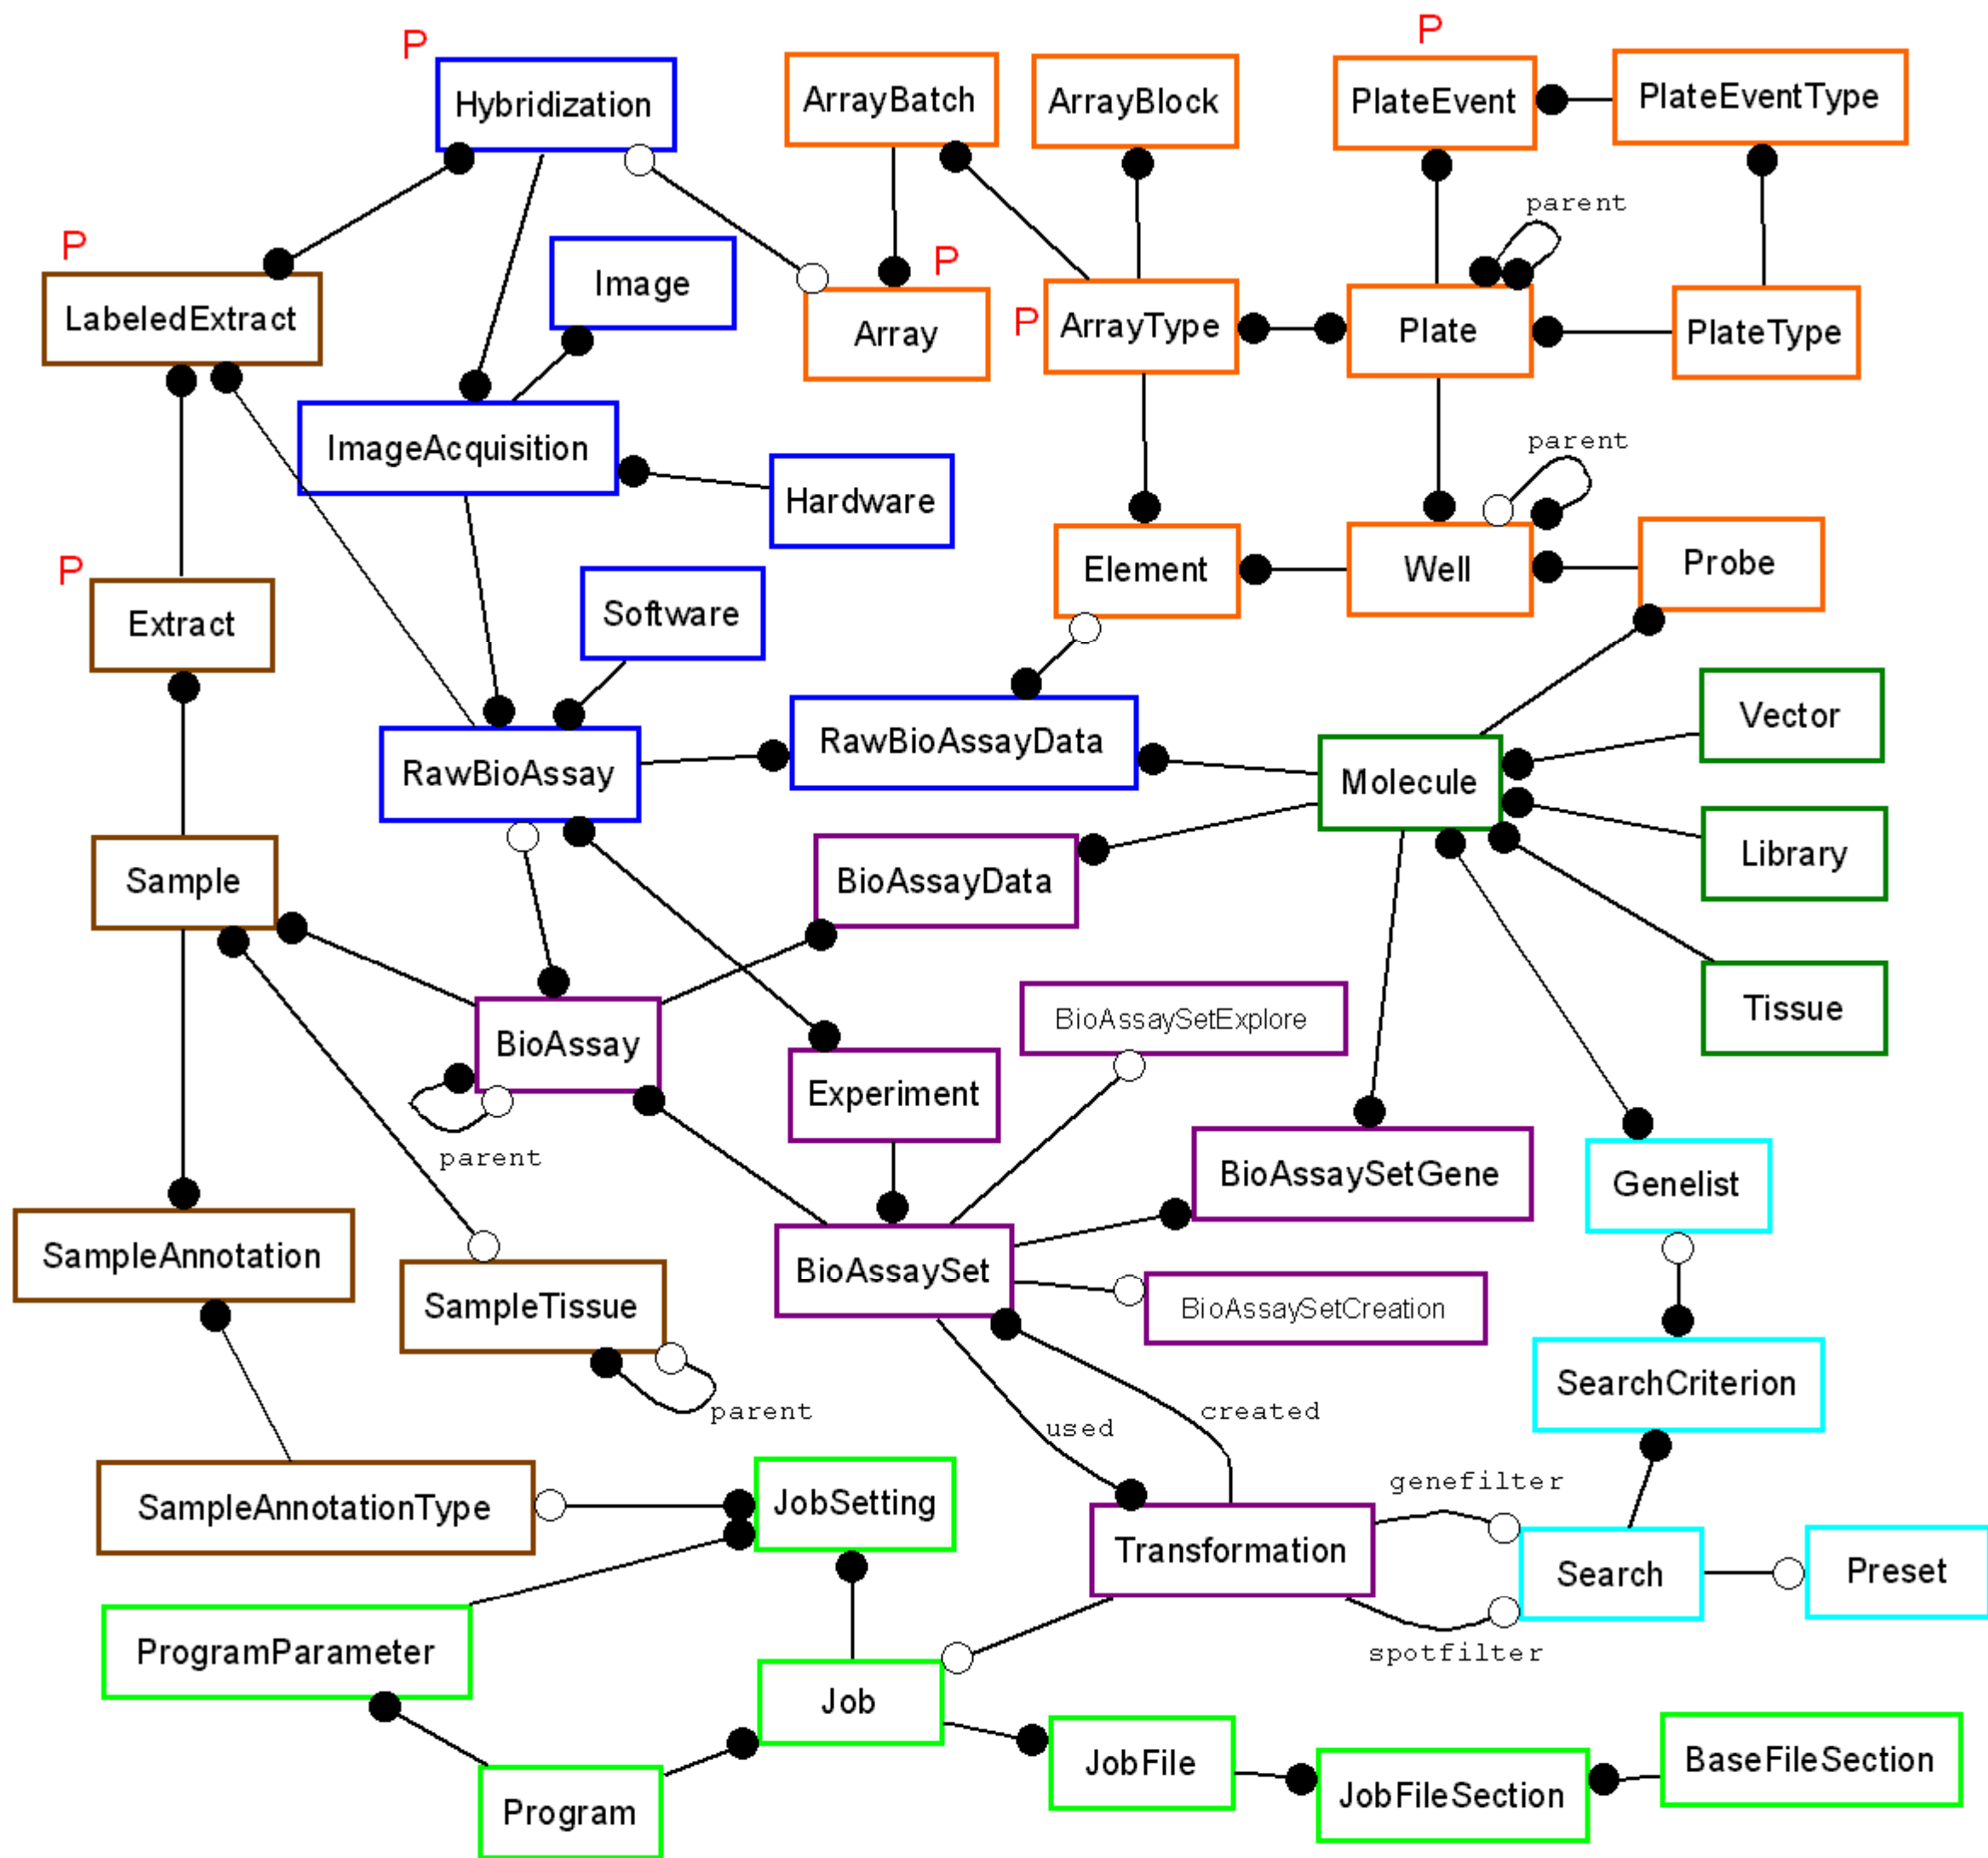 P
P
Hybridization
ArrayBatch
ArrayBlock
PlateEvent
PlateEventType
parent
P
P
Image
LabeledExtract
Array
P
ArrayType
Plate
PlateType
ImageAcquisition
parent
Hardware
P
Element
Well
Probe
Extract
Software
Vector
RawBioAssayData
RawBioAssay
Molecule
Library
Sample
BioAssayData
Tissue
BioAssaySetExplore
BioAssay
Experiment
parent
BioAssaySetGene
Genelist
SampleAnnotation
BioAssaySet
SampleTissue
BioAssaySetCreation
SearchCriterion
parent
used
created
genefilter
SampleAnnotationType
JobSetting
Transformation
Search
Preset
ProgramParameter
spotfilter
Job
JobFile
BaseFileSection
JobFileSection
Program